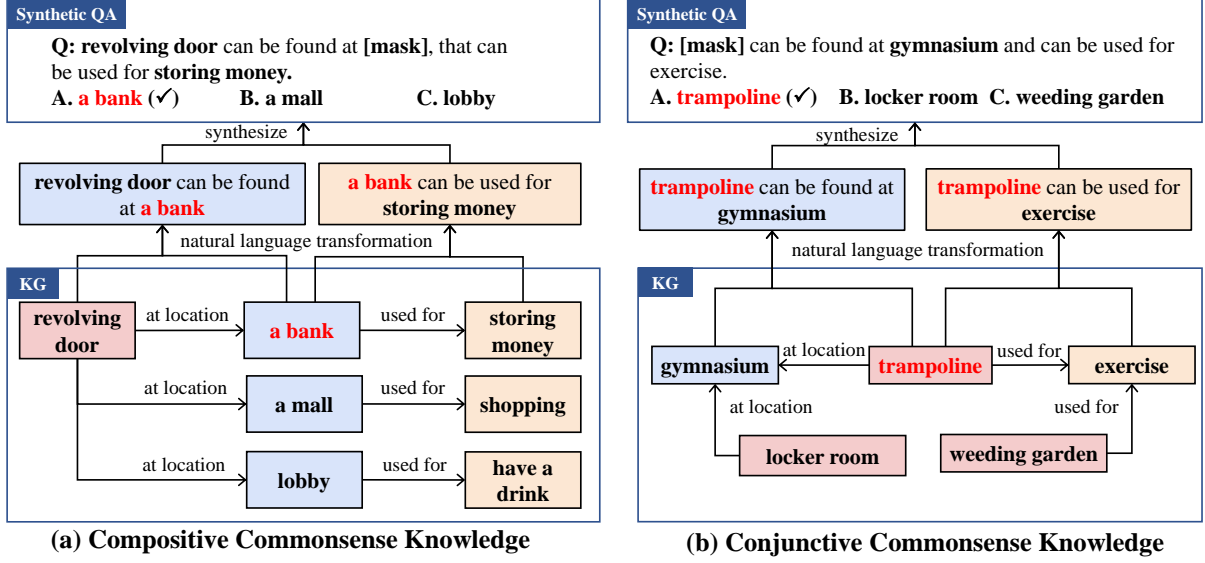 Synthetic QA
Q: revolving door can be found at [mask], that can
be used for storing money.
A. a bank (✓) B. a mall C. lobby
synthesize
revolving door can be found
at a bank
a bank can be used for
storing money
natural language transformation
KG
revolving
door
at location
a bank
used for
storing
money
at location
a mall
used for
shopping
at location
lobby
used for
have a
drink
(a) Compositive Commonsense Knowledge
Synthetic QA
Q: [mask] can be found at gymnasium and can be used for
exercise.
A. trampoline (✓) B. locker room C. weeding garden
synthesize
trampoline can be found at
gymnasium
trampoline can be used for
exercise
natural language transformation
KG
gymnasium
at location
trampoline
used for
exercise
at location
used for
locker room
weeding garden
(b) Conjunctive Commonsense Knowledge